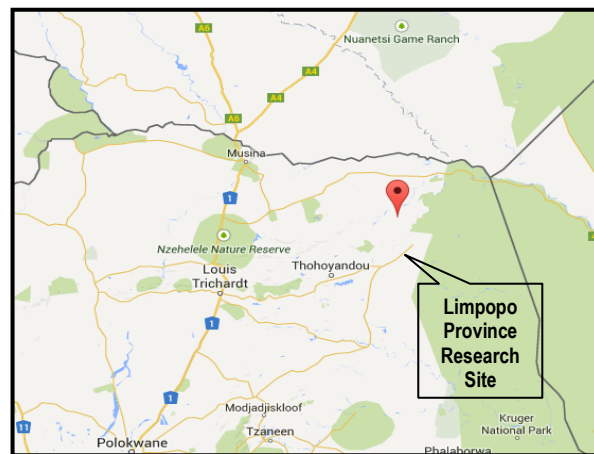 A6
Nuanetsi Game Ranch
A6
A4
A4
A6
Musina
1
Nzehelele Nature Reserve
Thohoyandou
Louis
Trichardt
Limpopo
Province
Research
Site
1
1
Modjadjiskloof
Kruger
National Park
11
Tzaneen
Polokwane
Phalaborwa